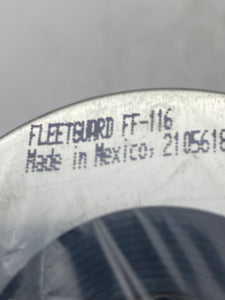 FLEETGUARD FF-116
Made in Mexico, 2105618